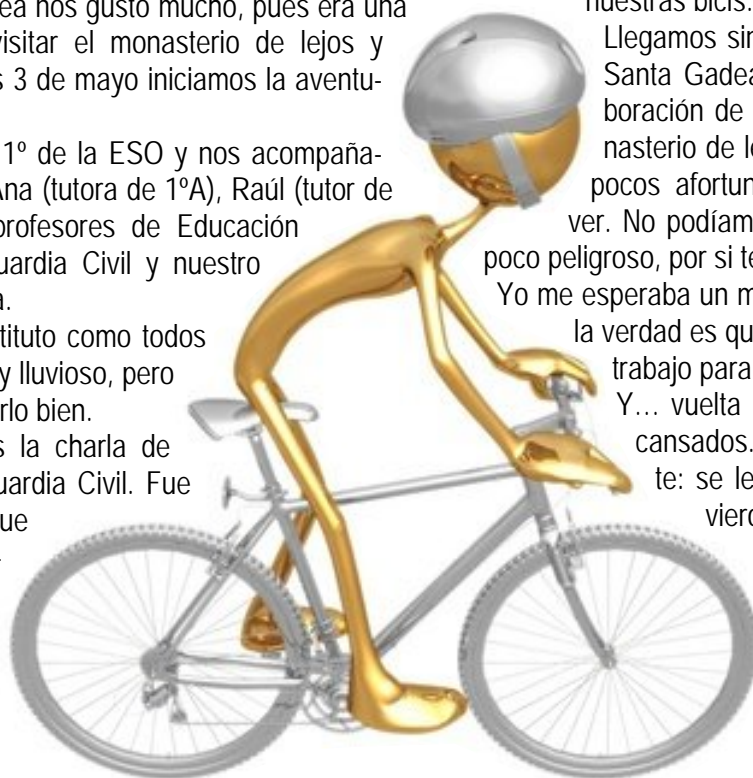 ea nos gustó mucho, pues era una
visitar el monasterio de lejos y
s 3 de mayo iniciamos la aventu-
1º de la ESO y nos acompaña-
Ana (tutora de 1ºA), Raúl (tutor de
profesores de Educación
uardia Civil y nuestro
a.
stituto como todos
y lluvioso, pero
rlo bien.
s la charla de
uardia Civil. Fue
ue
nuestras bicis.
Llegamos sin
Santa Gadea
boración de
nasterio de le
pocos afortun
ver. No podíam
poco peligroso, por si te
Yo me esperaba un m
la verdad es qu
trabajo para
Y... vuelta
cansados.
te: se le
vierd